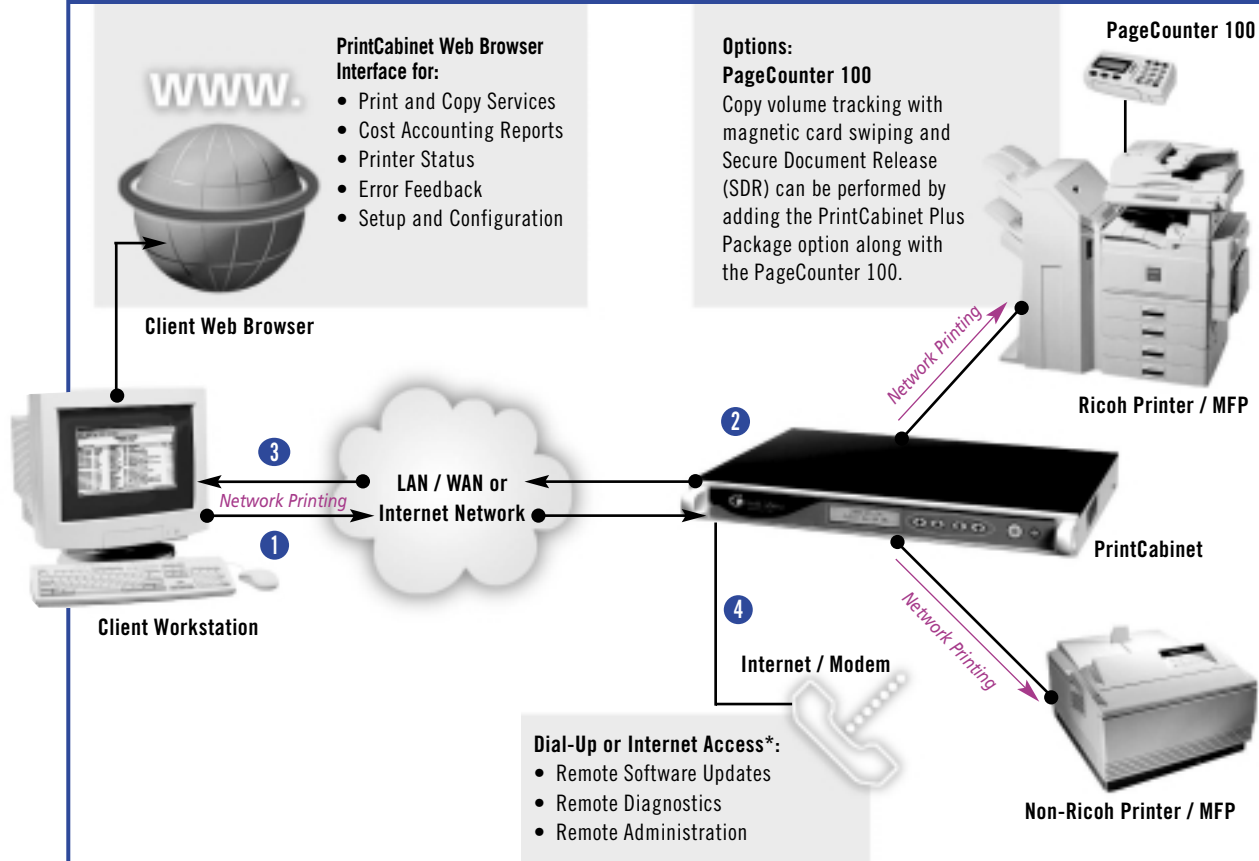 WWW.
PrintCabinet Web Browser
Interface for:
• Print and Copy Services
• Cost Accounting Reports
• Printer Status
• Error Feedback
• Setup and Configuration
Client Web Browser
Options:
PageCounter 100
Copy volume tracking with
magnetic card swiping and
Secure Document Release
(SDR) can be performed by
adding the PrintCabinet Plus
Package option along with
the PageCounter 100.
PageCounter 100
Network Printing
Ricoh Printer / MFP
3
Network Printing
1
Client Workstation
LAN / WAN or
Internet Network
2
PrintCabinet
4
Network Printing
Internet / Modem
Dial-Up or Internet Access*:
• Remote Software Updates
• Remote Diagnostics
• Remote Administration
Non-Ricoh Printer / MFP